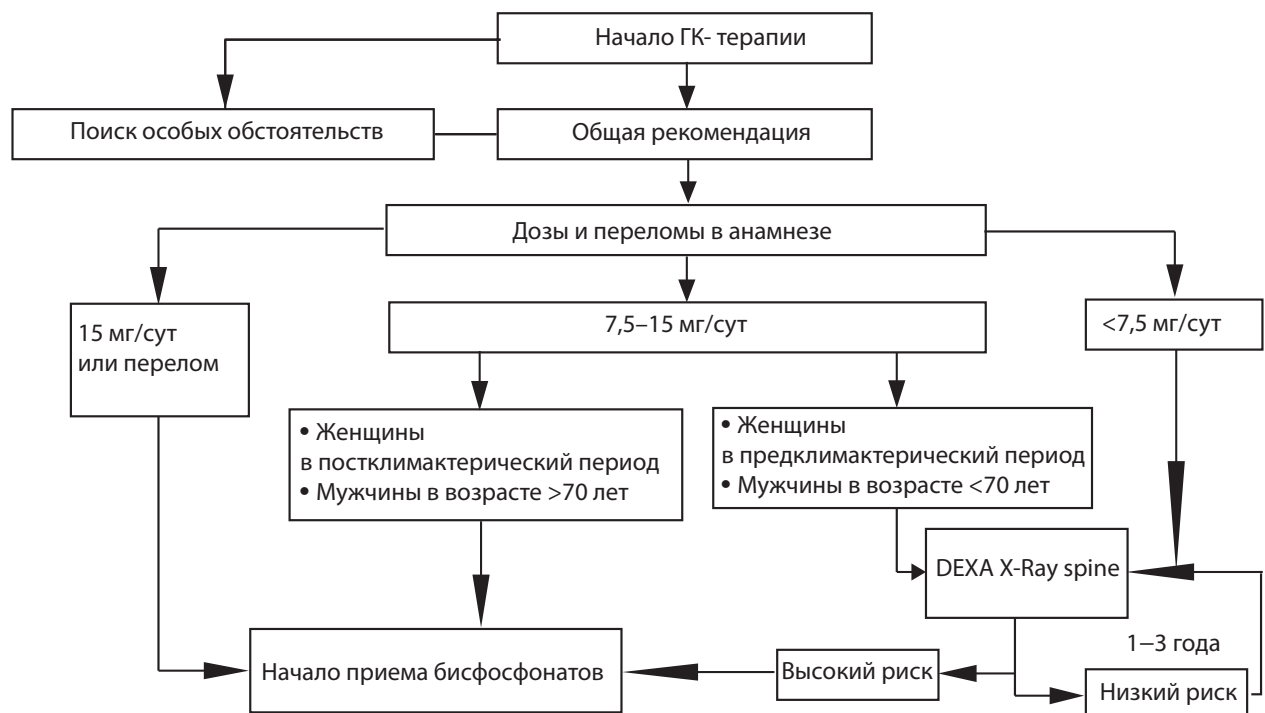 Начало ГК- терапии
Поиск особых обстоятельств
Общая рекомендация
Дозы и переломы в анамнезе
15 мг/сут
или перелом
7,5–15 мг/сут
<7,5 мг/сут
• Женщины
в постклимактерический период
• Мужчины в возрасте >70 лет
• Женщины
в предклимактерический период
• Мужчины в возрасте <70 лет
DEXA X-Ray spine
1–3 года
Начало приема бисфосфонатов
Высокий риск
Низкий риск